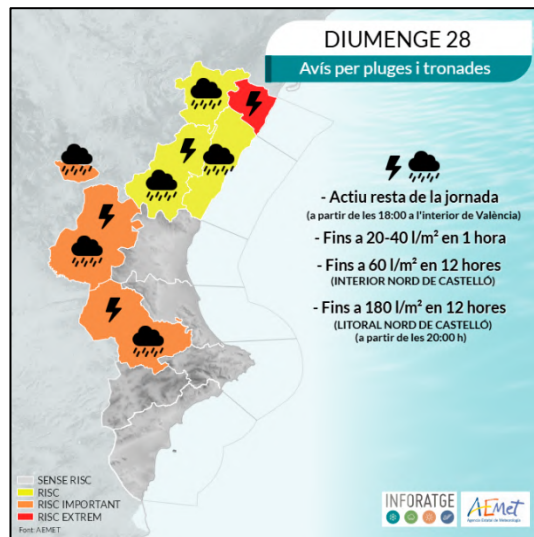 DIUMENGE 28
Avís per pluges i tronades
- Actiu resta de la jornada
(a partir de les 18:00 a l'interior de València)
- Fins a 20-40 l/m² en 1 hora
- Fins a 60 l/m² en 12 hores
(INTERIOR NORD DE CASTELLÓ)
- Fins a 180 l/m² en 12 hores
(LITORAL NORD DE CASTELLÓ)
(a partir de les 20:00 h)
SENSE RISC
RISC
RISC IMPORTANT
RISC EXTREM
Font: AEMET
INFORATGE
AEMet
Agencia Estatal de Meteorología